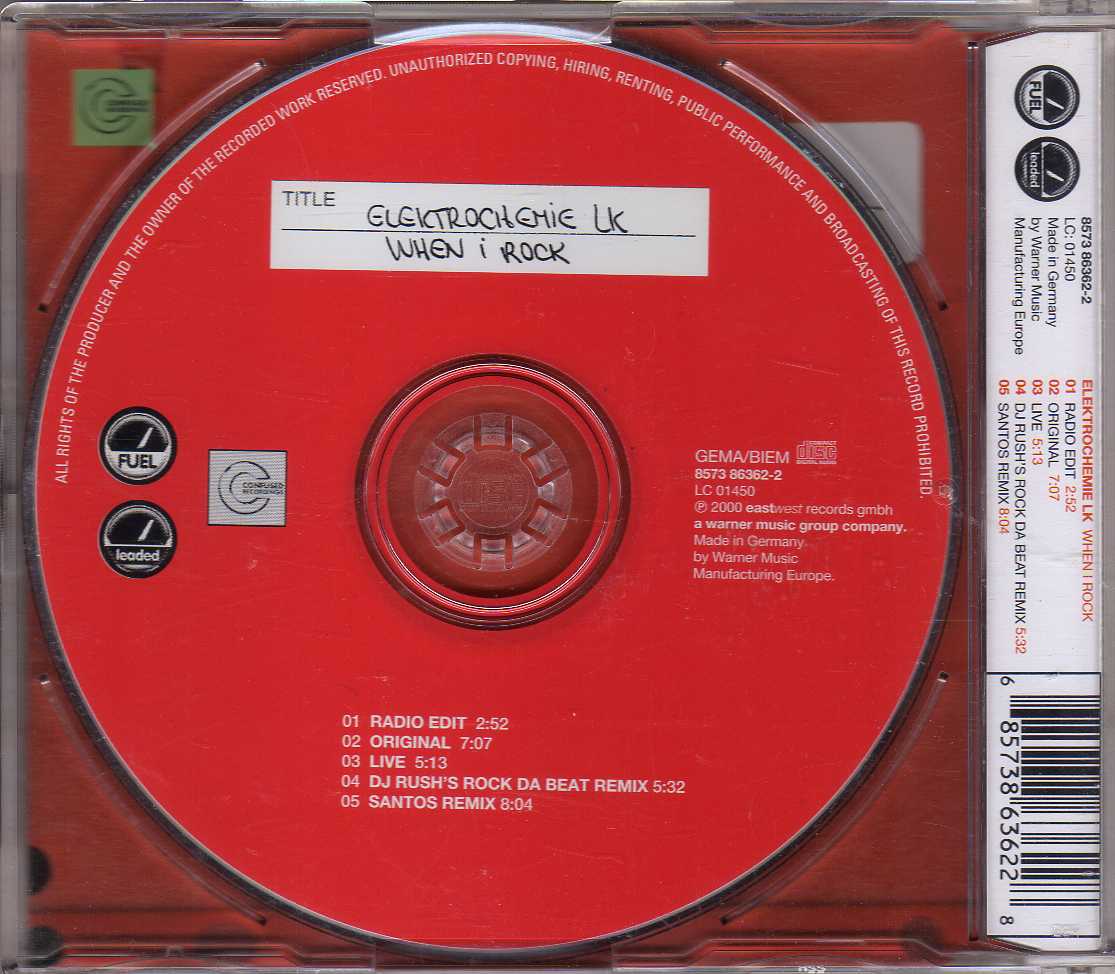 ALL RIGHTS OF THE PRODUCER AND THE OWNER OF THE RECORDED WORK RESERVED. UNAUTHORIZED COPYING, HIRING, RENTING, PUBLIC PERFORMANCE AND BROADCASTING OF THIS RECORD PROHIBITED.
CONFUSED
RECORDINGS
TITLE
ELEKTROCHEMIE LK
WHEN i ROCK
FUEL
leaded
CONFUSED
RECORDINGS
GEMA/BIEM COMPACT disc DIGITAL AUDIO
8573 86362-2
LC 01450
℗ 2000 eastwest records gmbh
a warner music group company.
Made in Germany
by Warner Music
Manufacturing Europe.
01 RADIO EDIT 2:52
02 ORIGINAL 7:07
03 LIVE 5:13
04 DJ RUSH'S ROCK DA BEAT REMIX 5:32
05 SANTOS REMIX 8:04
FUEL
leaded
8573 86362-2
LC: 01450
Made in Germany
by Warner Music
Manufacturing Europe
ELEKTROCHEMIE LK WHEN I ROCK
01 RADIO EDIT 2:52
02 ORIGINAL 7:07
03 LIVE 5:13
04 DJ RUSH'S ROCK DA BEAT REMIX 5:32
05 SANTOS REMIX 8:04
6 85738 63622 8